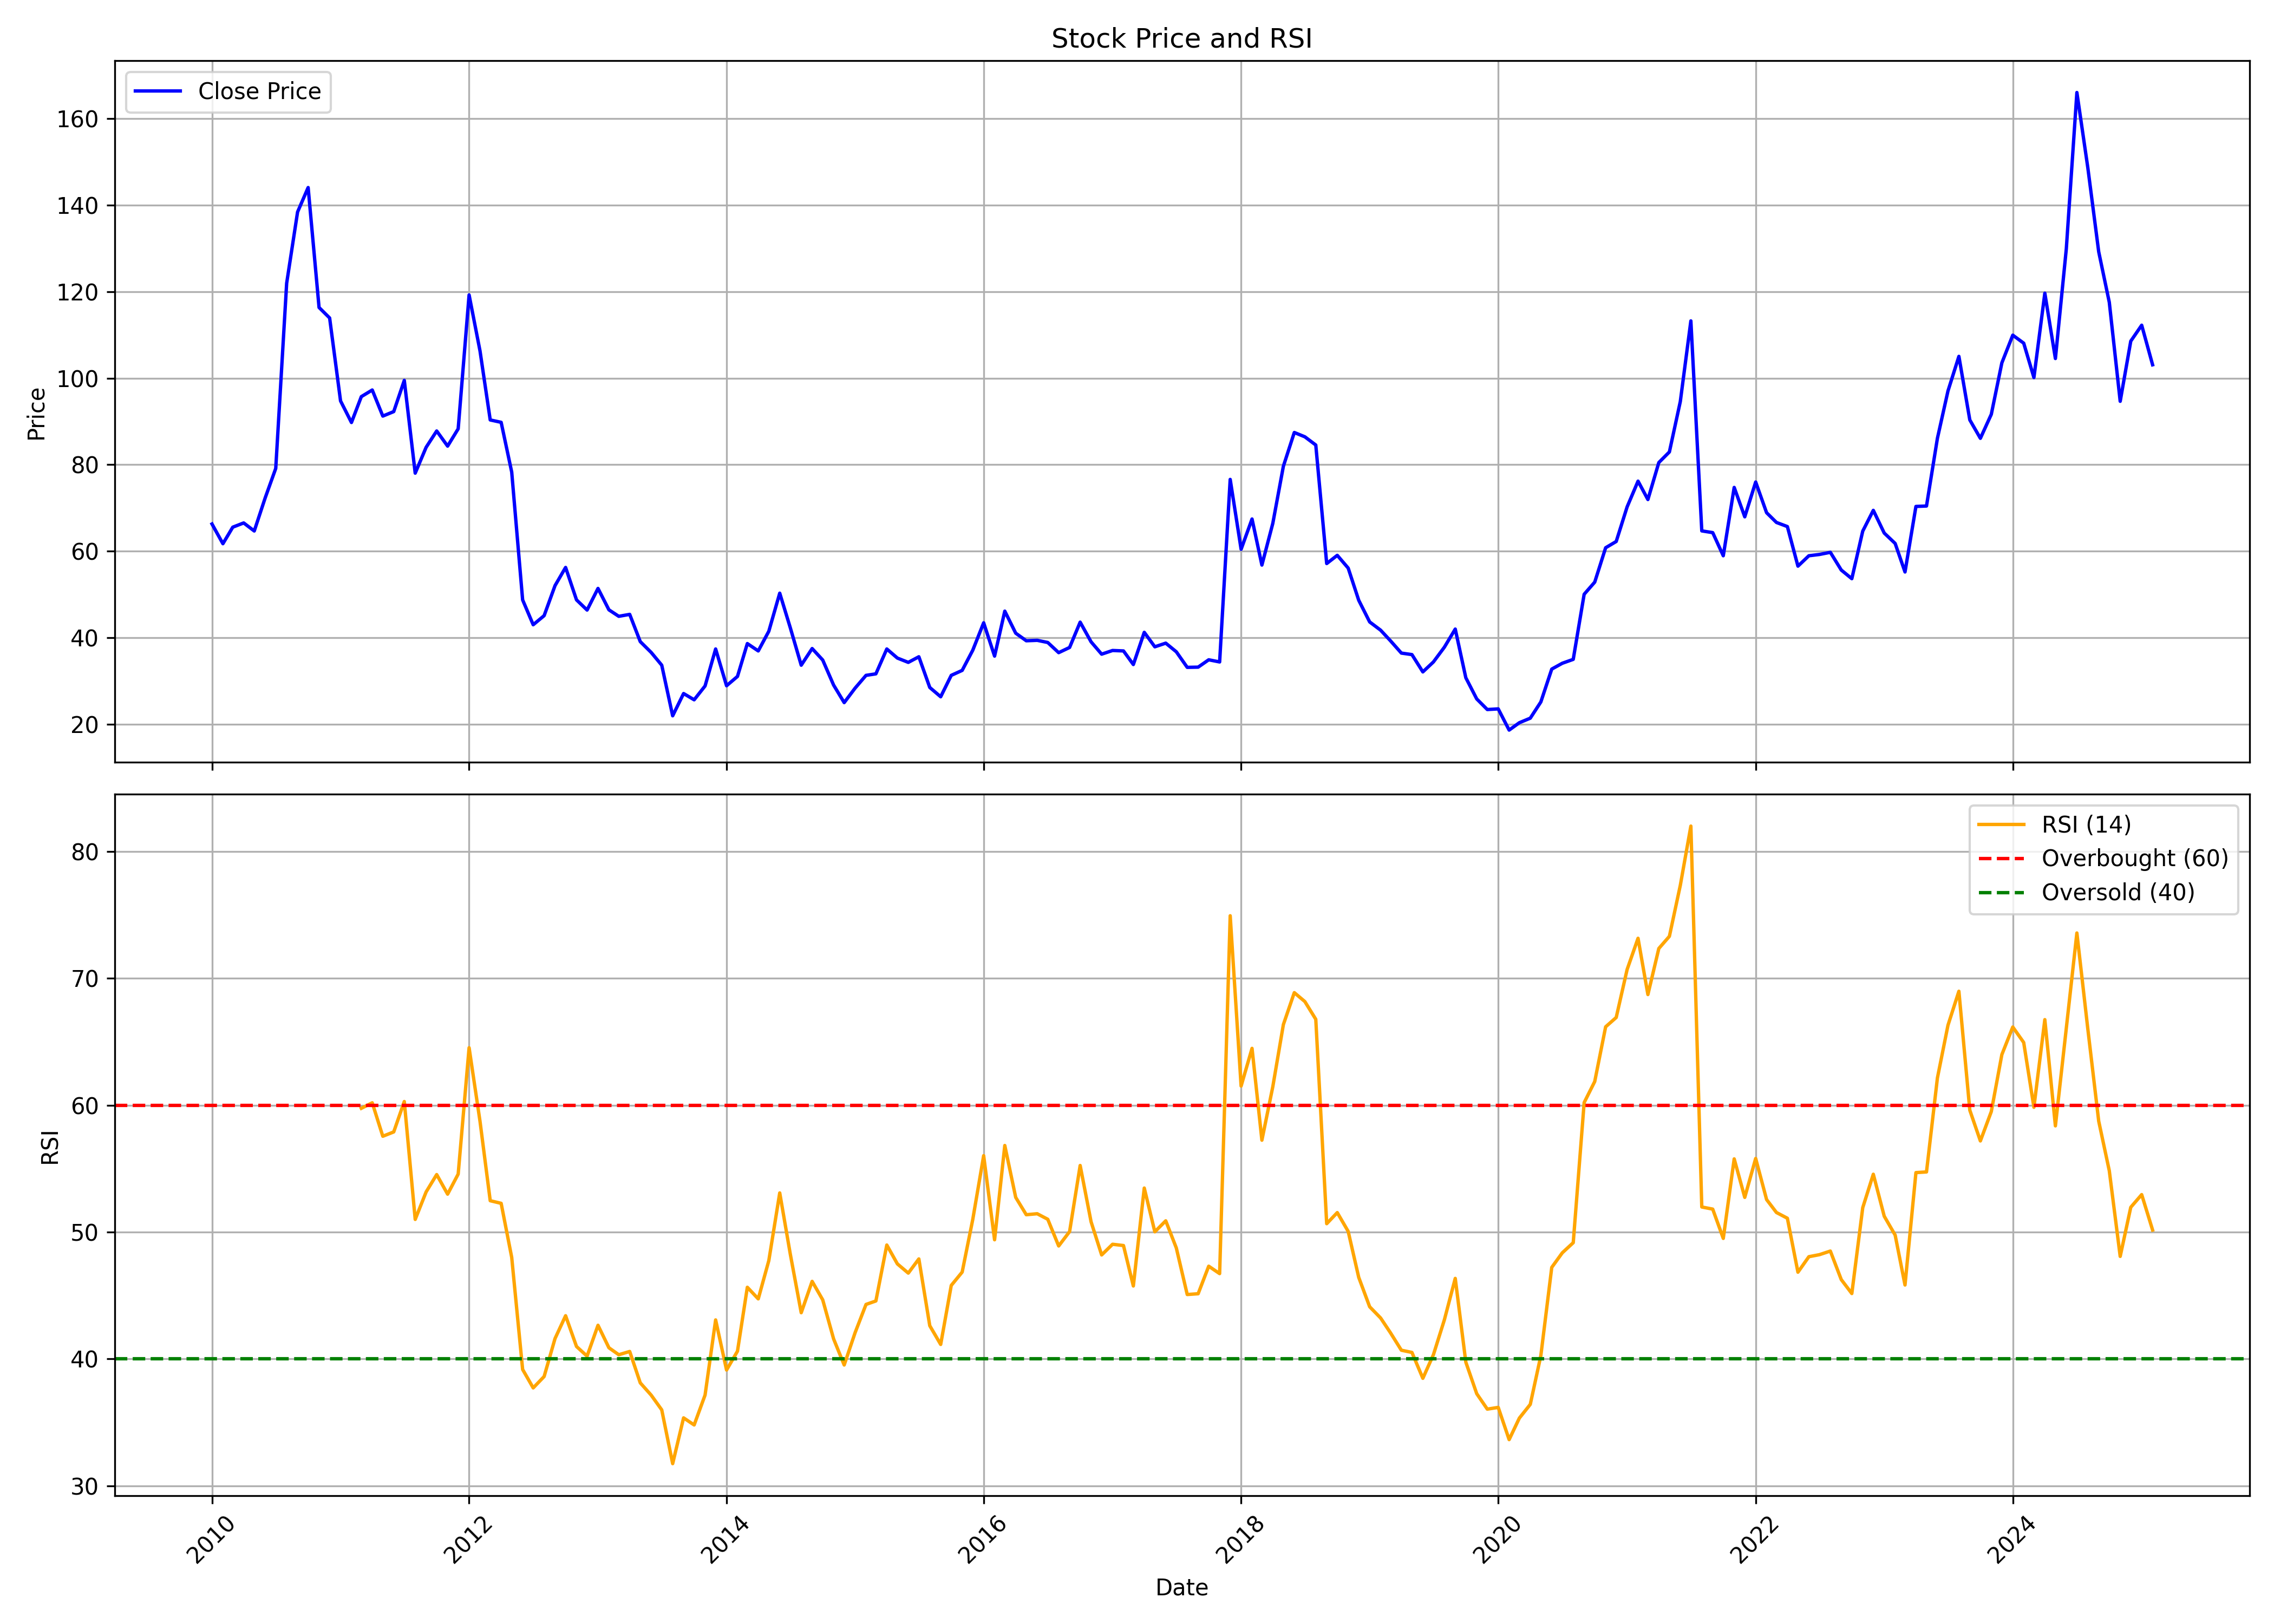 Stock Price and RSI
Close Price
Price
160
140
120
100
80
60
40
20
RSI (14)
Overbought (60)
Oversold (40)
RSI
80
70
60
50
40
30
2010
2012
2014
2016
2018
2020
2022
2024
Date